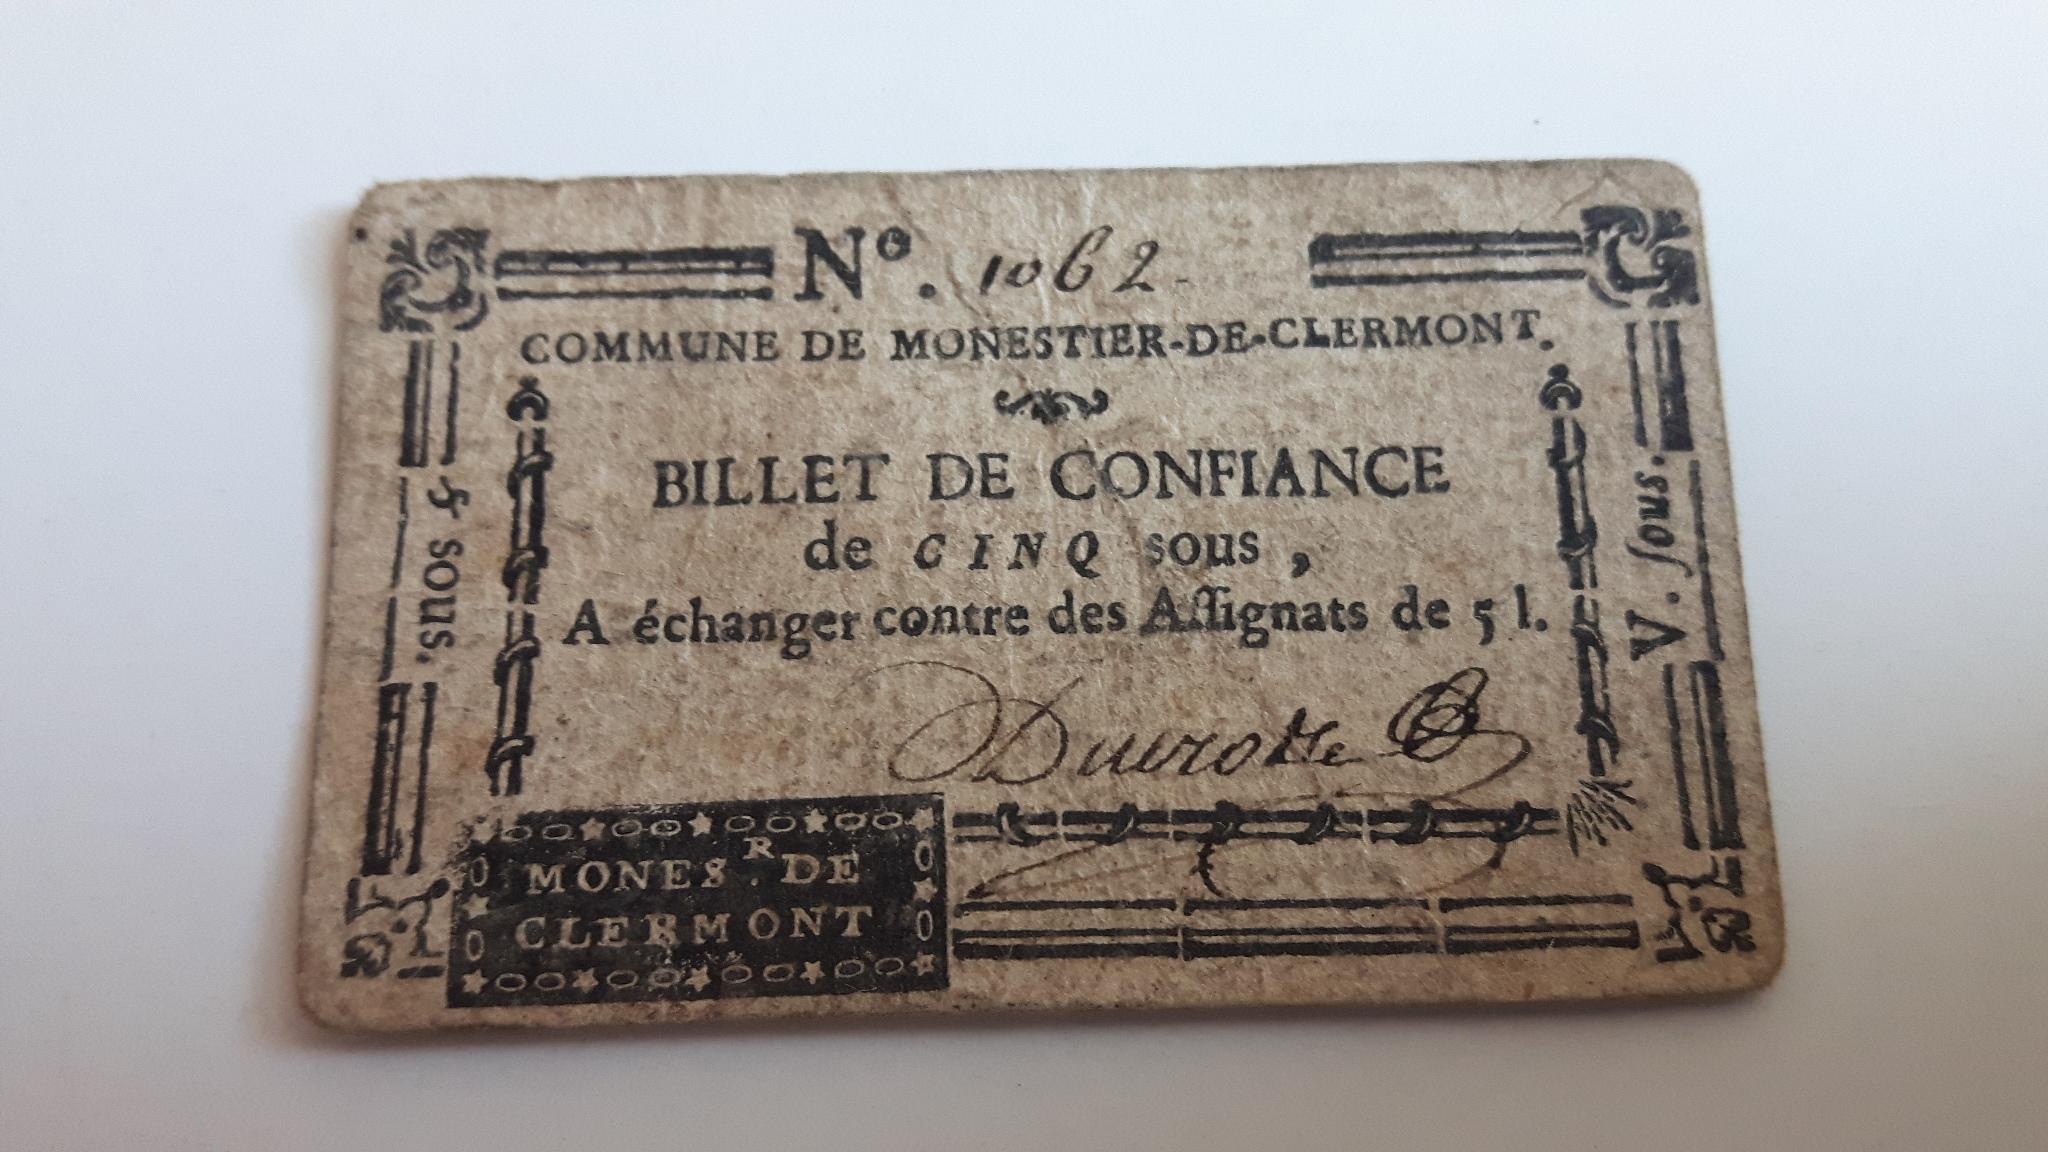 N°. 1062
COMMUNE DE MONESTIER-DE-CLERMONT.
BILLET DE CONFIANCE
de CINQ sous,
A échanger contre des Aſſignats de 5 l.
5 sous.
V. ſous.
MONES.R DE
CLERMONT